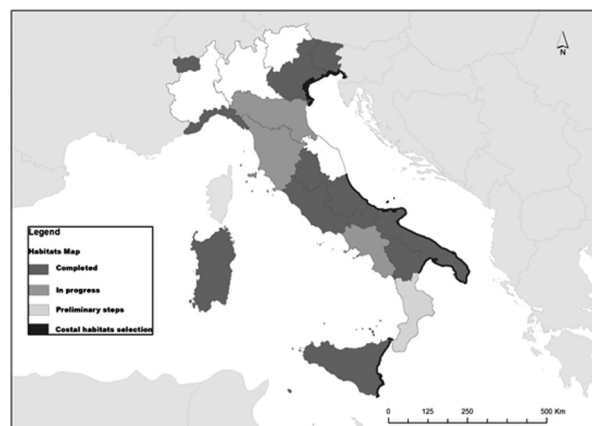 N
Legend
Habitats Map
Completed
In progress
Preliminary steps
Costal habitats selection
0 125 250 500 Km